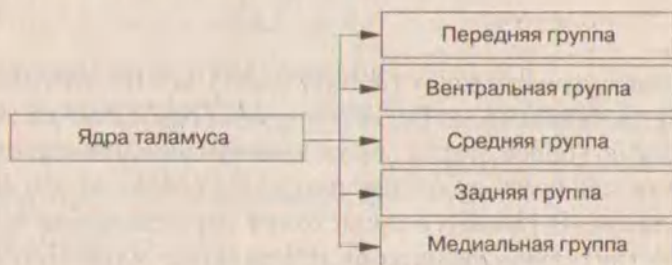 Передняя группа
Вентральная группа
Ядра таламуса
Средняя группа
Задняя группа
Медиальная группа